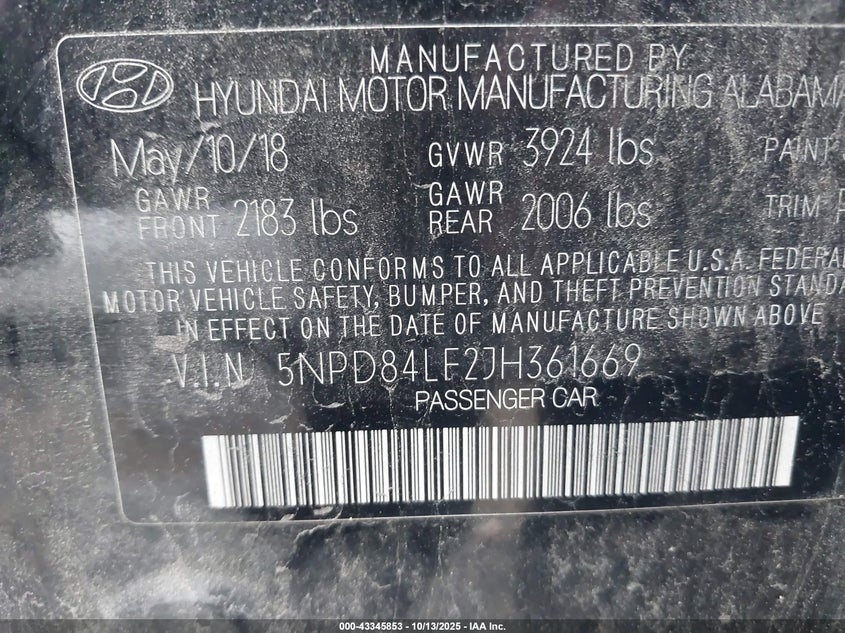 MANUFACTURED BY
HYUNDAI MOTOR MANUFACTURING ALABAMA
May/10/18 GVWR 3924 lbs PAINT
GAWR FRONT 2183 lbs GAWR REAR 2006 lbs TRIM
THIS VEHICLE CONFORMS TO ALL APPLICABLE U.S.A. FEDERAL
MOTOR VEHICLE SAFETY, BUMPER, AND THEFT PREVENTION STANDA
IN EFFECT ON THE DATE OF MANUFACTURE SHOWN ABOVE
V.I.N 5NPD84LF2JH361669
PASSENGER CAR
000-43345853 - 10/13/2025 - IAA Inc.